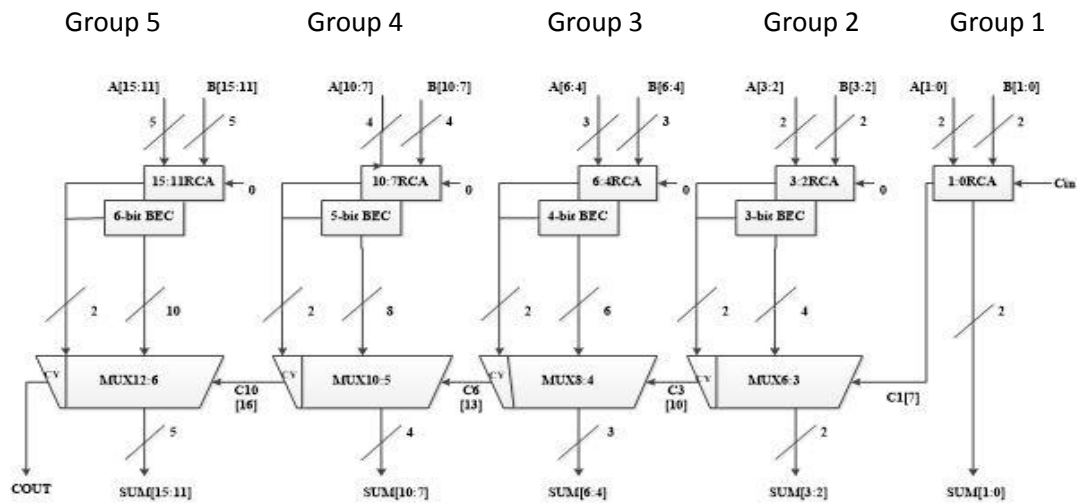 Group 5 Group 4 Group 3 Group 2 Group 1
A[15:11] B[15:11] A[10:7] B[10:7] A[6:4] B[6:4] A[3:2] B[3:2] A[1:0] B[1:0]
5 5 4 4 3 3 2 2 2 2
15:11RCA 0 10:7RCA 0 6:4RCA 0 3:2RCA 0 1:0RCA Cin
6-bit BEC 5-bit BEC 4-bit BEC 3-bit BEC
2 10 2 8 2 6 2 4 2
CY MUX12:6 C10 CY MUX10:5 C6 CY MUX8:4 C3 CY MUX6:3 C1[7]
[16] [13] [10]
5 4 3 2
COUT SUM[15:11] SUM[10:7] SUM[6:4] SUM[3:2] SUM[1:0]